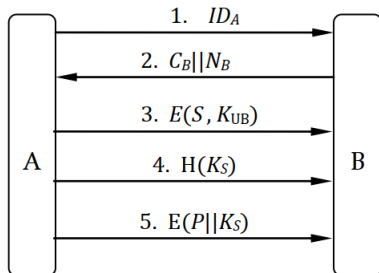 1. ID_A
2. C_B||N_B
3. E(S, K_UB)
A
B
4. H(K_S)
5. E(P||K_S)